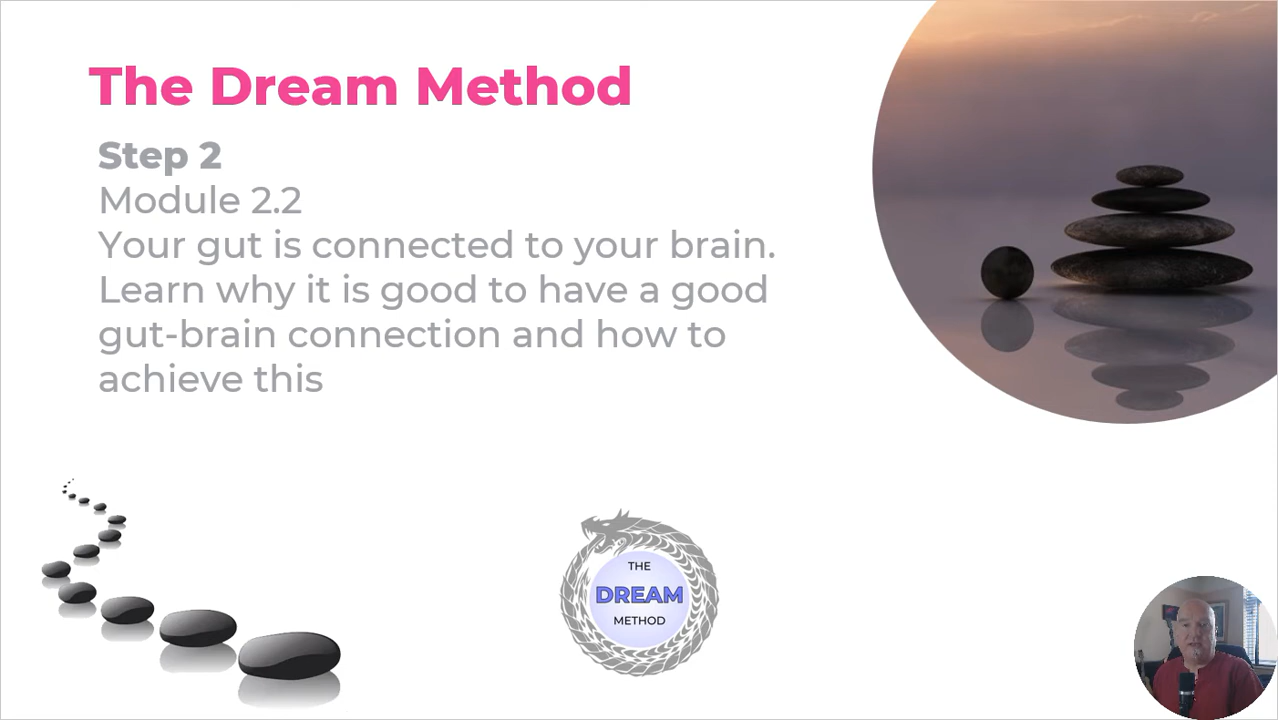 The Dream Method
Step 2
Module 2.2
Your gut is connected to your brain.
Learn why it is good to have a good
gut-brain connection and how to
achieve this
THE
DREAM
METHOD